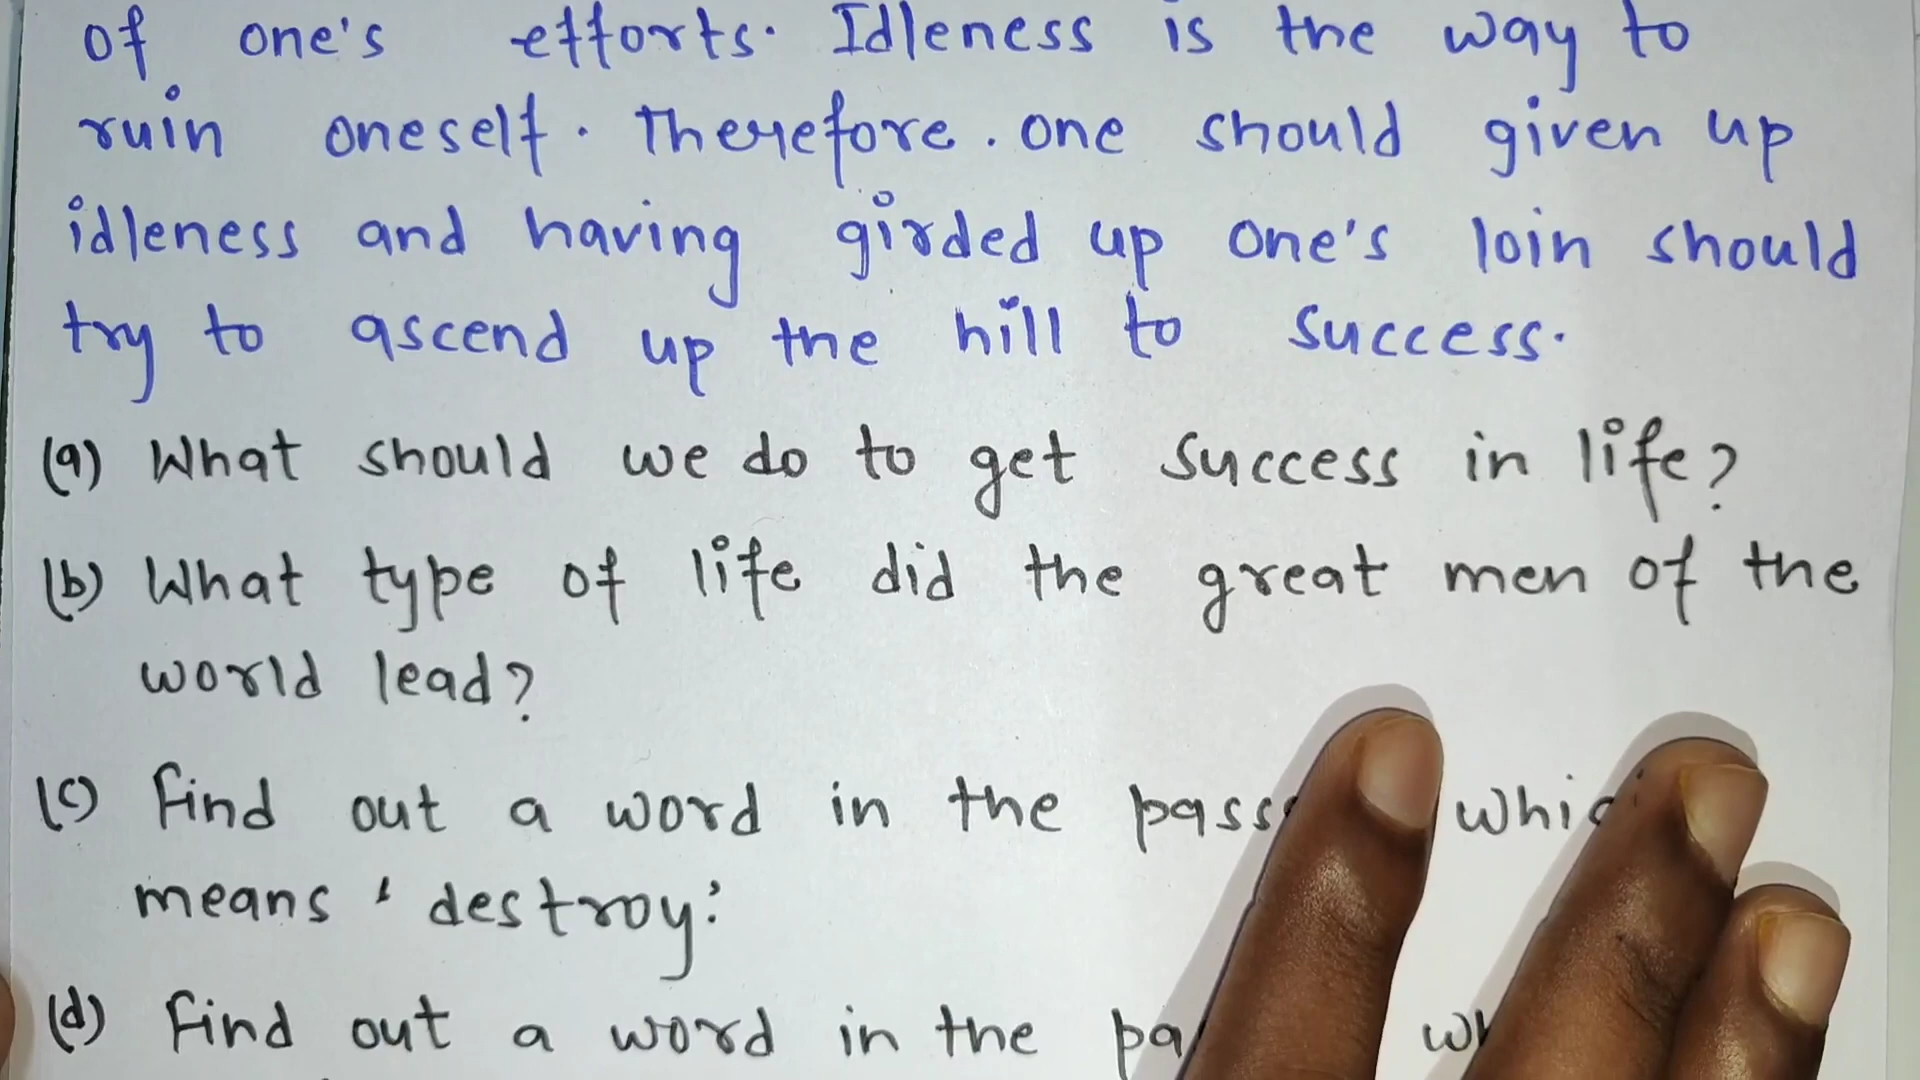 of one's efforts. Idleness is the way to
ruin oneself. Therefore. one should given up
idleness and having girded up one's loin should
try to ascend up the hill to success.
(a) What should we do to get success in life?
(b) What type of life did the great men of the
world lead?
(c) Find out a word in the
means 'destroy'.
(d) Find out a word in the